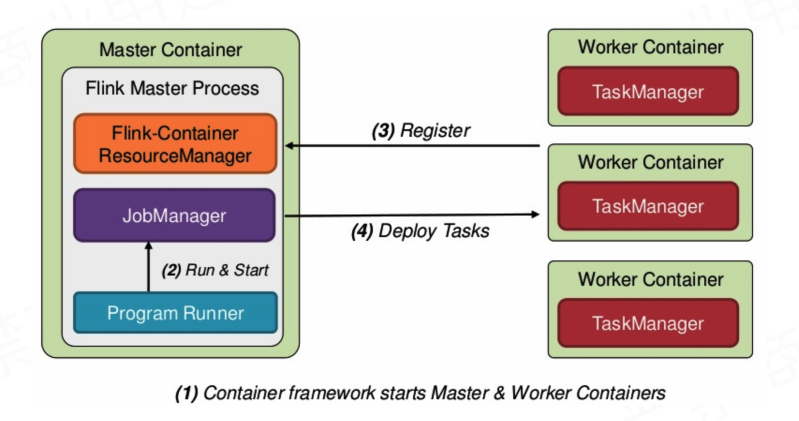 Master Container
Flink Master Process
Flink-Container
ResourceManager
JobManager
(2) Run & Start
Program Runner
(3) Register
(4) Deploy Tasks
Worker Container
TaskManager
Worker Container
TaskManager
Worker Container
TaskManager
(1) Container framework starts Master & Worker Containers